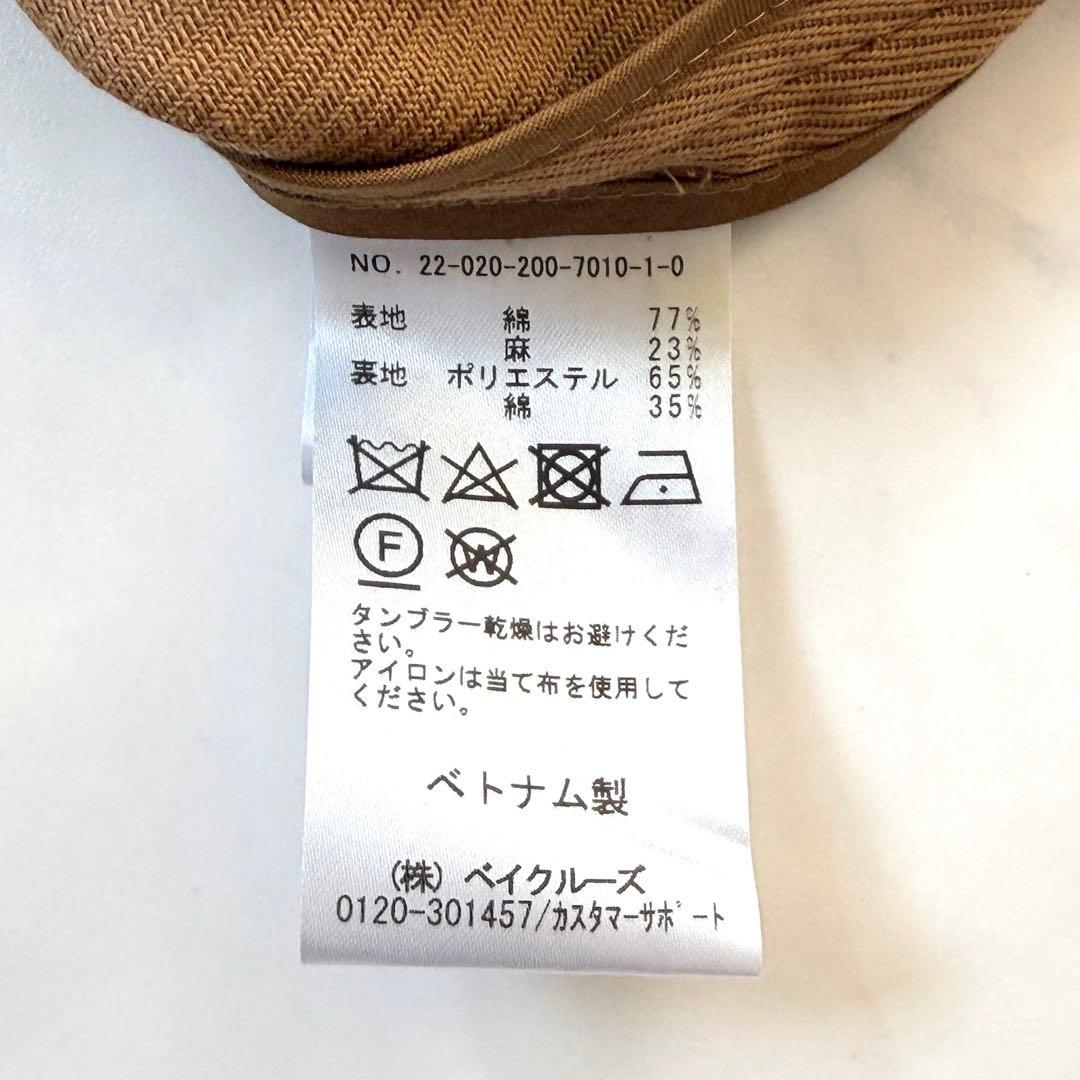 NO. 22-020-200-7010-1-0
表地 綿 77%
麻 23%
裏地 ポリエステル 65%
綿 35%
F W
タンブラー乾燥はお避けくだ
さい。
アイロンは当て布を使用して
ください。
ベトナム製
(株) ベイクルーズ
0120-301457/カスタマーサポート